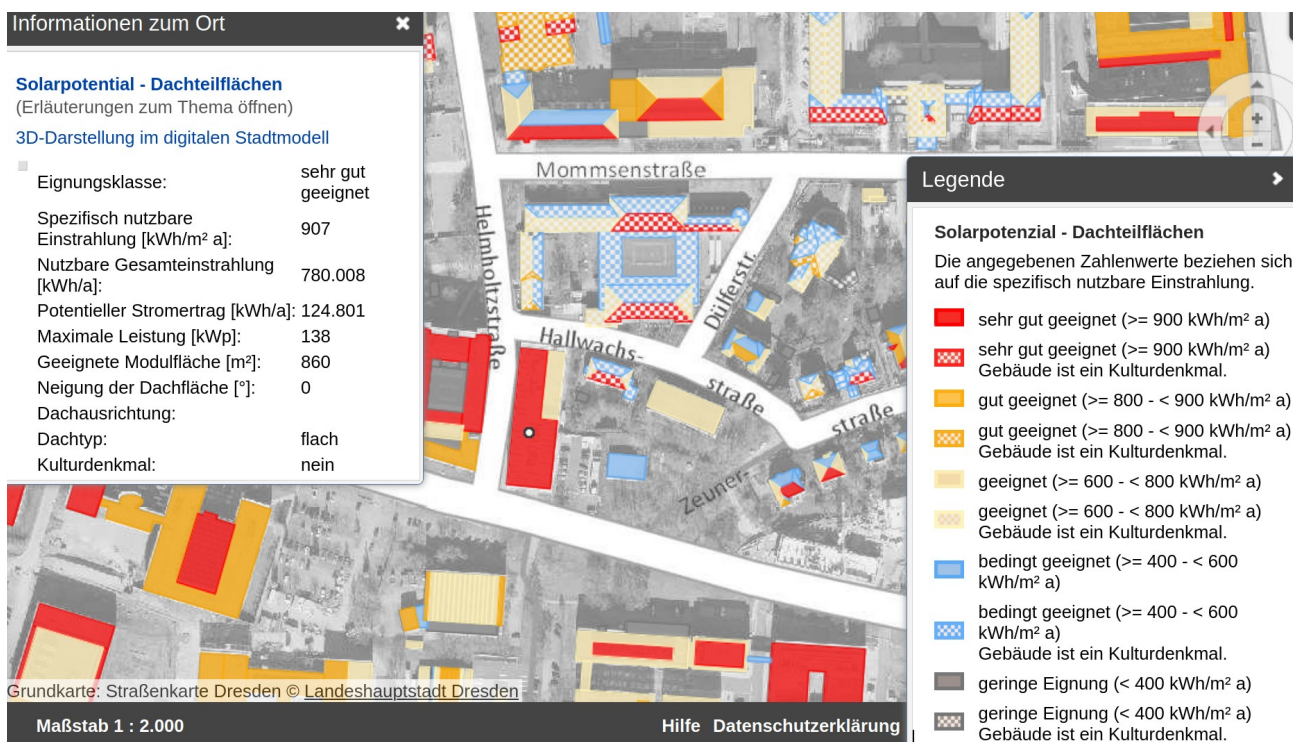 Informationen zum Ort
Solarpotential - Dachteilflächen
(Erläuterungen zum Thema öffnen)
3D-Darstellung im digitalen Stadtmodell
Eignungsklasse: sehr gut geeignet
Spezifisch nutzbare Einstrahlung [kWh/m² a]: 907
Nutzbare Gesamteinstrahlung [kWh/a]: 780.008
Potentieller Stromertrag [kWh/a]: 124.801
Maximale Leistung [kWp]: 138
Geeignete Modulfläche [m²]: 860
Neigung der Dachfläche [°]: 0
Dachausrichtung:
Dachtyp: flach
Kulturdenkmal: nein
Mommsenstraße
Helmholtzstraße
Dülferstr.
Hallwachs-
straße
Zeuner-
straße
Legende
Solarpotenzial - Dachteilflächen
Die angegebenen Zahlenwerte beziehen sich
auf die spezifisch nutzbare Einstrahlung.
sehr gut geeignet (>= 900 kWh/m² a)
sehr gut geeignet (>= 900 kWh/m² a)
Gebäude ist ein Kulturdenkmal.
gut geeignet (>= 800 - < 900 kWh/m² a)
gut geeignet (>= 800 - < 900 kWh/m² a)
Gebäude ist ein Kulturdenkmal.
geeignet (>= 600 - < 800 kWh/m² a)
geeignet (>= 600 - < 800 kWh/m² a)
Gebäude ist ein Kulturdenkmal.
bedingt geeignet (>= 400 - < 600
kWh/m² a)
bedingt geeignet (>= 400 - < 600
kWh/m² a)
Gebäude ist ein Kulturdenkmal.
geringe Eignung (< 400 kWh/m² a)
geringe Eignung (< 400 kWh/m² a)
Gebäude ist ein Kulturdenkmal.
Grundkarte: Straßenkarte Dresden © Landeshauptstadt Dresden
Maßstab 1 : 2.000
Hilfe Datenschutzerklärung